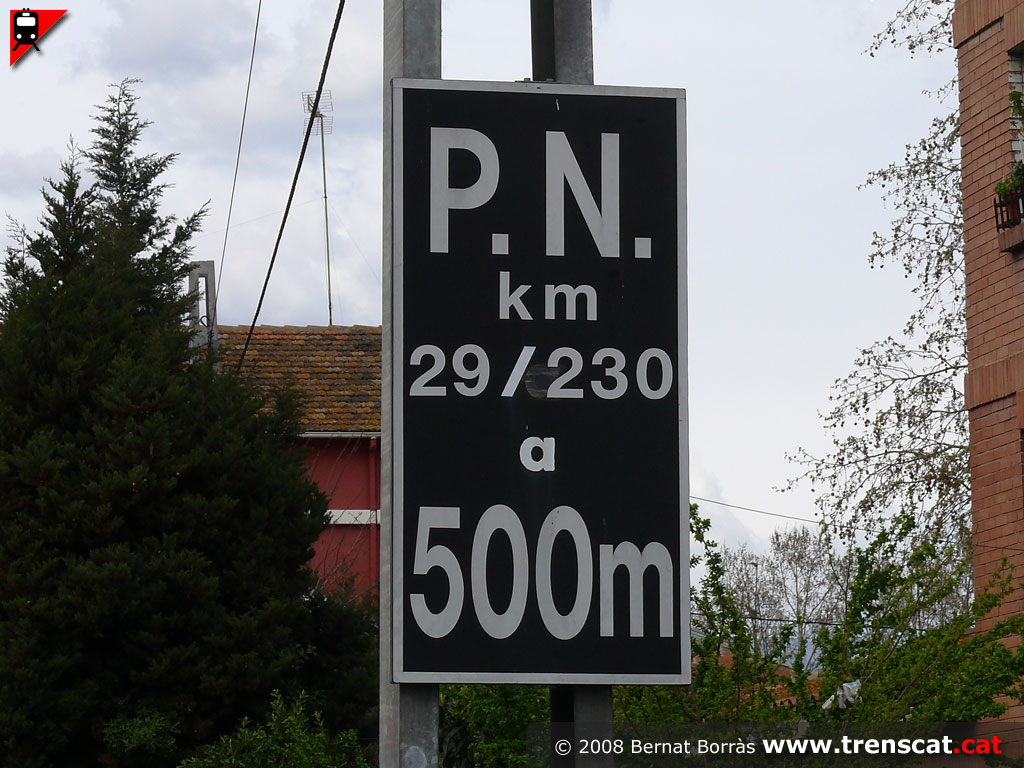 P. N.
km
29/230
a
500m
© 2008 Bernat Borràs www.trenscat.cat